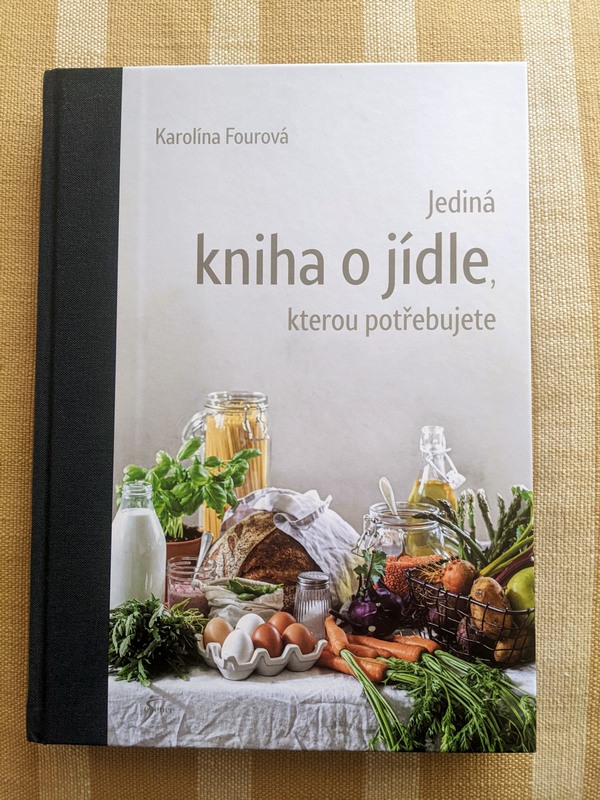 Karolína Fourová
Jediná
kniha o jídle,
kterou potřebujete